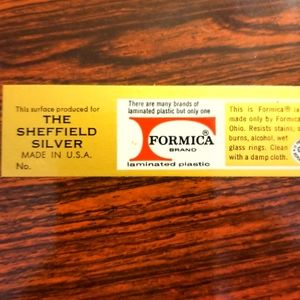 This surface produced for
THE
SHEFFIELD
SILVER
MADE IN U.S.A.
No.
There are many brands of
laminated plastic but only one
FORMICA®
BRAND
laminated plastic
This is Formica® la
made only by Formica
Ohio. Resists stains,
burns, alcohol, wet
glass rings. Clean
with a damp cloth.